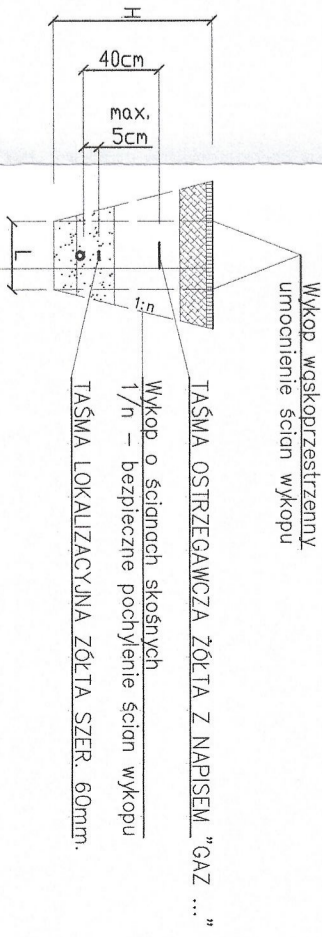 Wykop wąskoprzestrzenny
umocnienie ścian wykopu
TAŚMA OSTRZEGAWCZA ŻÓŁTA Z NAPISEM "GAZ ..."
Wykop o ścianach skośnych
1/n - bezpieczne pochylenie ścian wykopu
TAŚMA LOKALIZACYJNA ŻÓŁTA SZER. 60mm.
H
40cm
max.
5cm
1:n
L